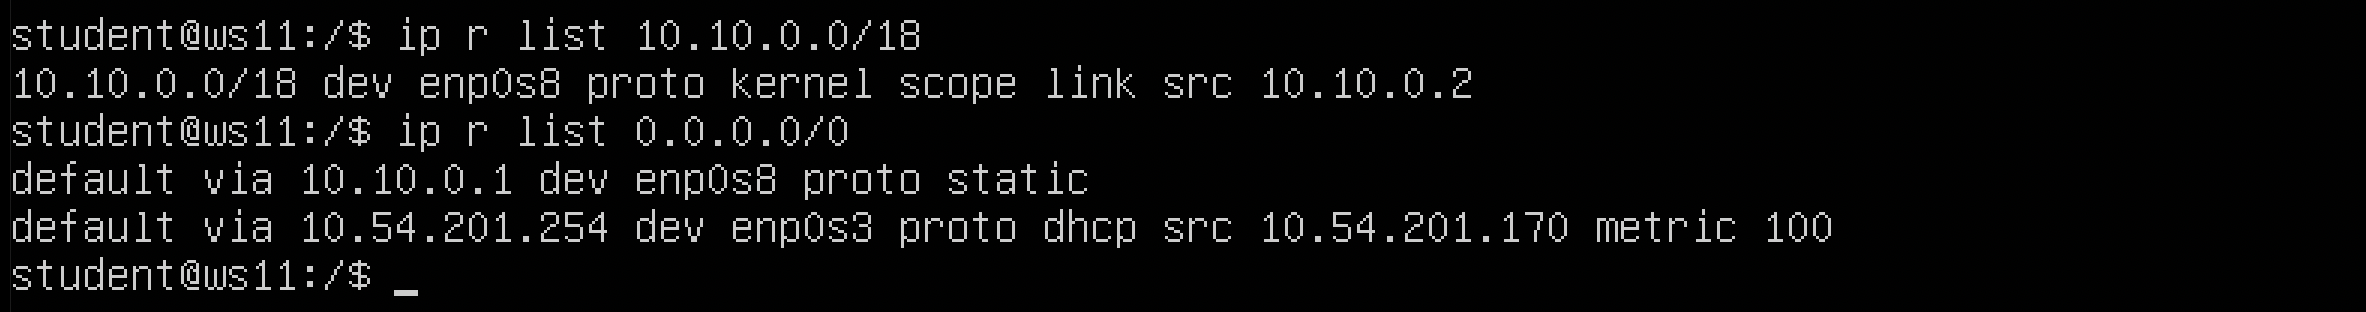 student@ws11:/$ ip r list 10.10.0.0/18
10.10.0.0/18 dev enp0s8 proto kernel scope link src 10.10.0.2
student@ws11:/$ ip r list 0.0.0.0/0
default via 10.10.0.1 dev enp0s8 proto static
default via 10.54.201.254 dev enp0s3 proto dhcp src 10.54.201.170 metric 100
student@ws11:/$ _